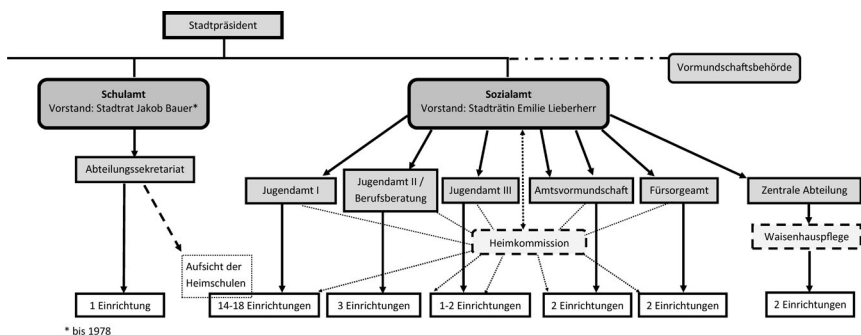 Stadtpräsident
Vormundschaftsbehörde
Schulamt
Vorstand: Stadtrat Jakob Bauer*
Sozialamt
Vorstand: Stadträtin Emilie Lieberherr
Abteilungssekretariat
Jugendamt I
Jugendamt II /
Berufsberatung
Jugendamt III
Amtsvormundschaft
Fürsorgeamt
Zentrale Abteilung
Heimkommission
Waisenhauspflege
Aufsicht der
Heimschulen
1 Einrichtung
14-18 Einrichtungen
3 Einrichtungen
1-2 Einrichtungen
2 Einrichtungen
2 Einrichtungen
2 Einrichtungen
* bis 1978